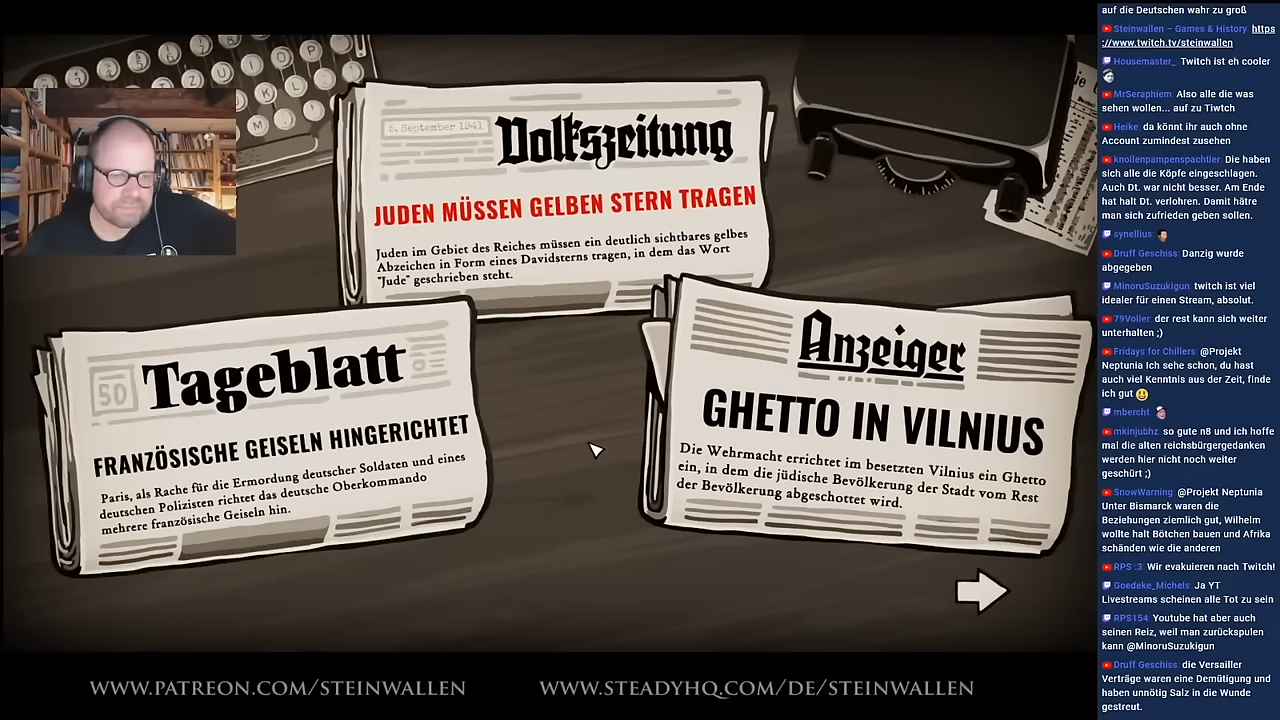 5. September 1941
Volkszeitung
JUDEN MÜSSEN GELBEN STERN TRAGEN
Juden im Gebiet des Reiches müssen ein deutlich sichtbares gelbes
Abzeichen in Form eines Davidsterns tragen, in dem das Wort
"Jude" geschrieben steht.
50
Tageblatt
FRANZÖSISCHE GEISELN HINGERICHTET
Paris, als Rache für die Ermordung deutscher Soldaten und eines
deutschen Polizisten richtet das deutsche Oberkommando
mehrere französische Geiseln hin.
Anzeiger
GHETTO IN VILNIUS
Die Wehrmacht errichtet im besetzten Vilnius ein Ghetto
ein, in dem die jüdische Bevölkerung der Stadt vom Rest
der Bevölkerung abgeschottet wird.
WWW.PATREON.COM/STEINWALLEN
WWW.STEADYHQ.COM/DE/STEINWALLEN
auf die Deutschen wahr zu groß
Steinwallen – Games & History https
://www.twitch.tv/steinwallen
Housemaster_ Twitch ist eh cooler
MrSeraphiem Also alle die was
sehen wollen... auf zu Tiwtch
Heike da könnt ihr auch ohne
Account zumindest zusehen
knollenpampenspachtler Die haben
sich alle die Köpfe eingeschlagen.
Auch Dt. war nicht besser. Am Ende
hat halt Dt. verlohren. Damit hätre
man sich zufrieden geben sollen.
synellius
Druff Geschiss Danzig wurde
abgegeben
MinoruSuzukigun twitch ist viel
idealer für einen Stream, absolut.
79Volier der rest kann sich weiter
unterhalten ;)
Fridays for Chillers @Projekt
Neptunia Ich sehe schon, du hast
auch viel Kenntnis aus der Zeit, finde
ich gut
mbercht
mkinjubhz so gute n8 und ich hoffe
mal die alten reichsbürgergedanken
werden hier nicht noch weiter
geschürt ;)
SnowWarning @Projekt Neptunia
Unter Bismarck waren die
Beziehungen ziemlich gut, Wilhelm
wollte halt Bötchen bauen und Afrika
schänden wie die anderen
RPS :3 Wir evakuieren nach Twitch!
Goedeke_Michels Ja YT
Livestreams scheinen alle Tot zu sein
RPS154 Youtube hat aber auch
seinen Reiz, weil man zurückspulen
kann @MinoruSuzukigun
Druff Geschiss die Versailler
Verträge waren eine Demütigung und
haben unnötig Salz in die Wunde
gestreut.